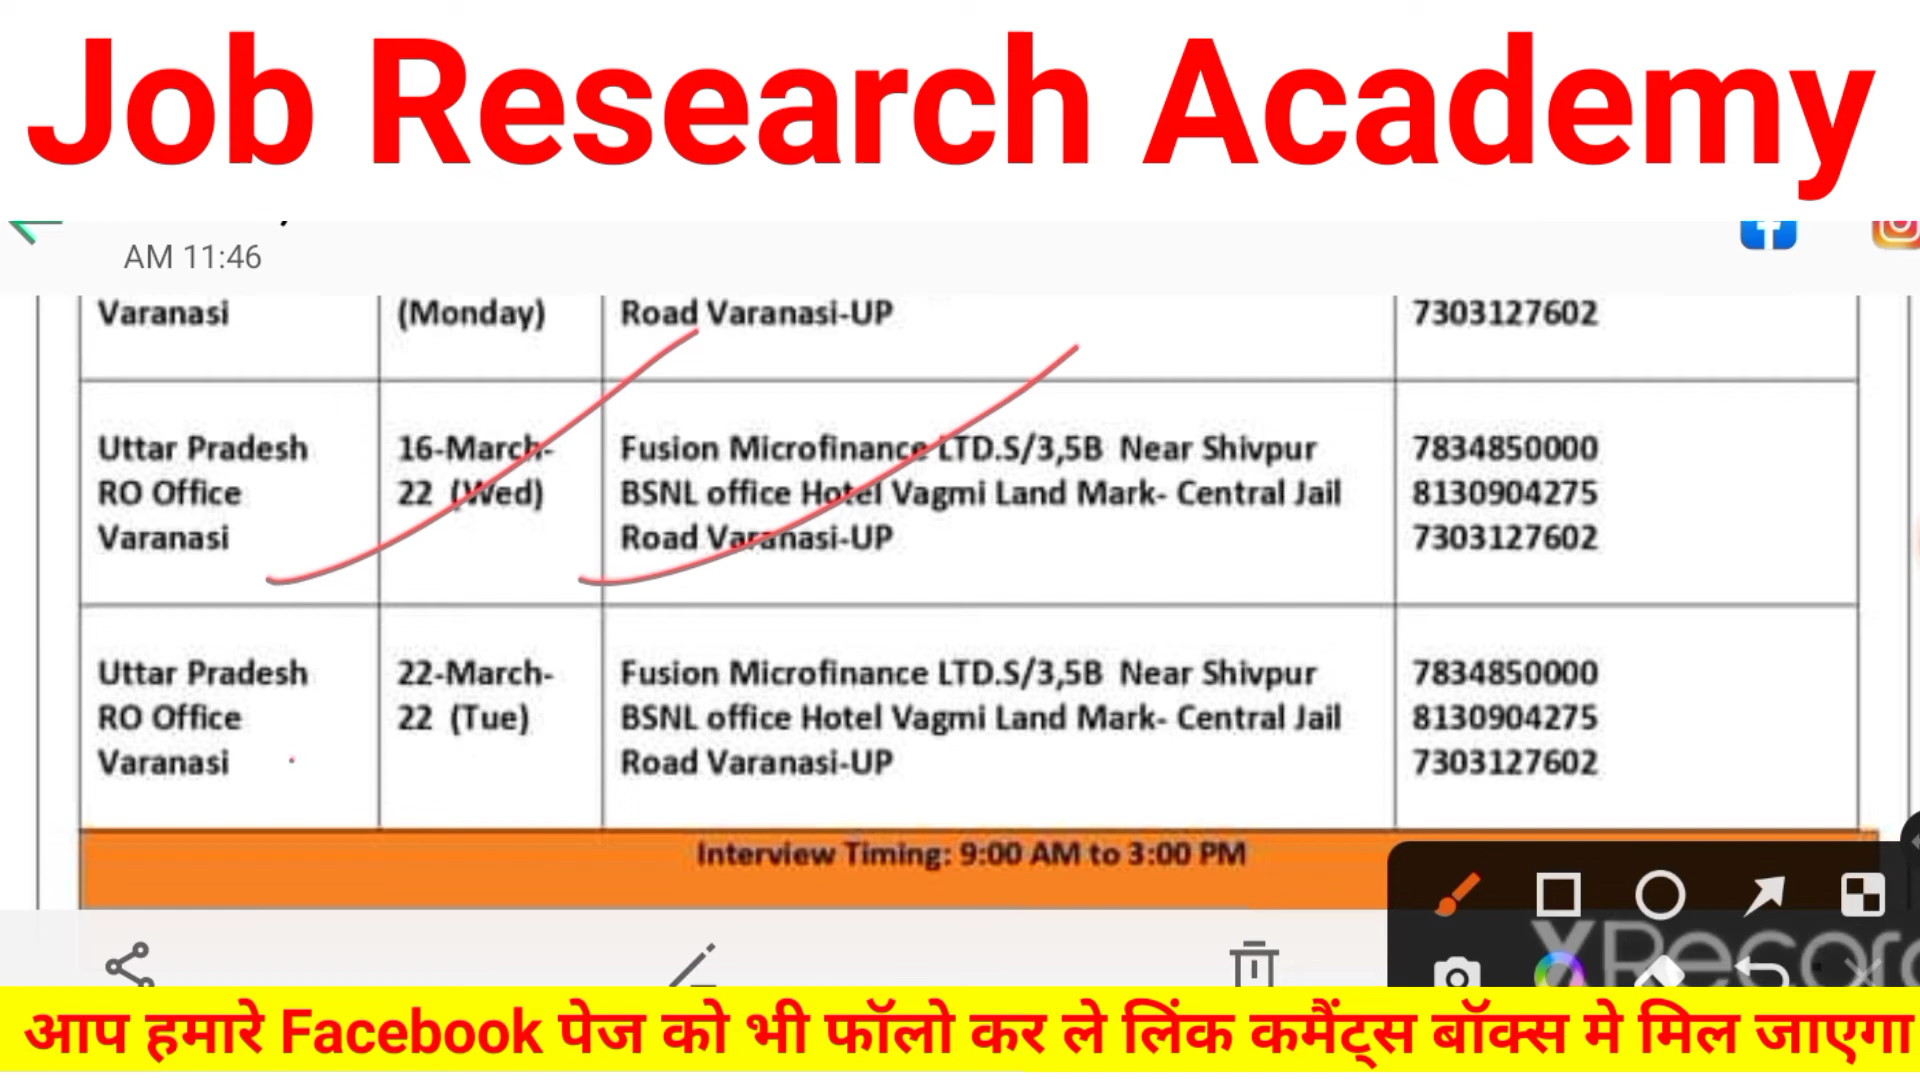 Job Research Academy
AM 11:46
Varanasi (Monday) Road Varanasi-UP 7303127602
Uttar Pradesh 16-March- Fusion Microfinance LTD.S/3,5B Near Shivpur 7834850000
RO Office 22 (Wed) BSNL office Hotel Vagmi Land Mark- Central Jail 8130904275
Varanasi Road Varanasi-UP 7303127602
Uttar Pradesh 22-March- Fusion Microfinance LTD.S/3,5B Near Shivpur 7834850000
RO Office 22 (Tue) BSNL office Hotel Vagmi Land Mark- Central Jail 8130904275
Varanasi Road Varanasi-UP 7303127602
Interview Timing: 9:00 AM to 3:00 PM
आप हमारे Facebook पेज को भी फॉलो कर ले लिंक कमैंट्स बॉक्स मे मिल जाएगा